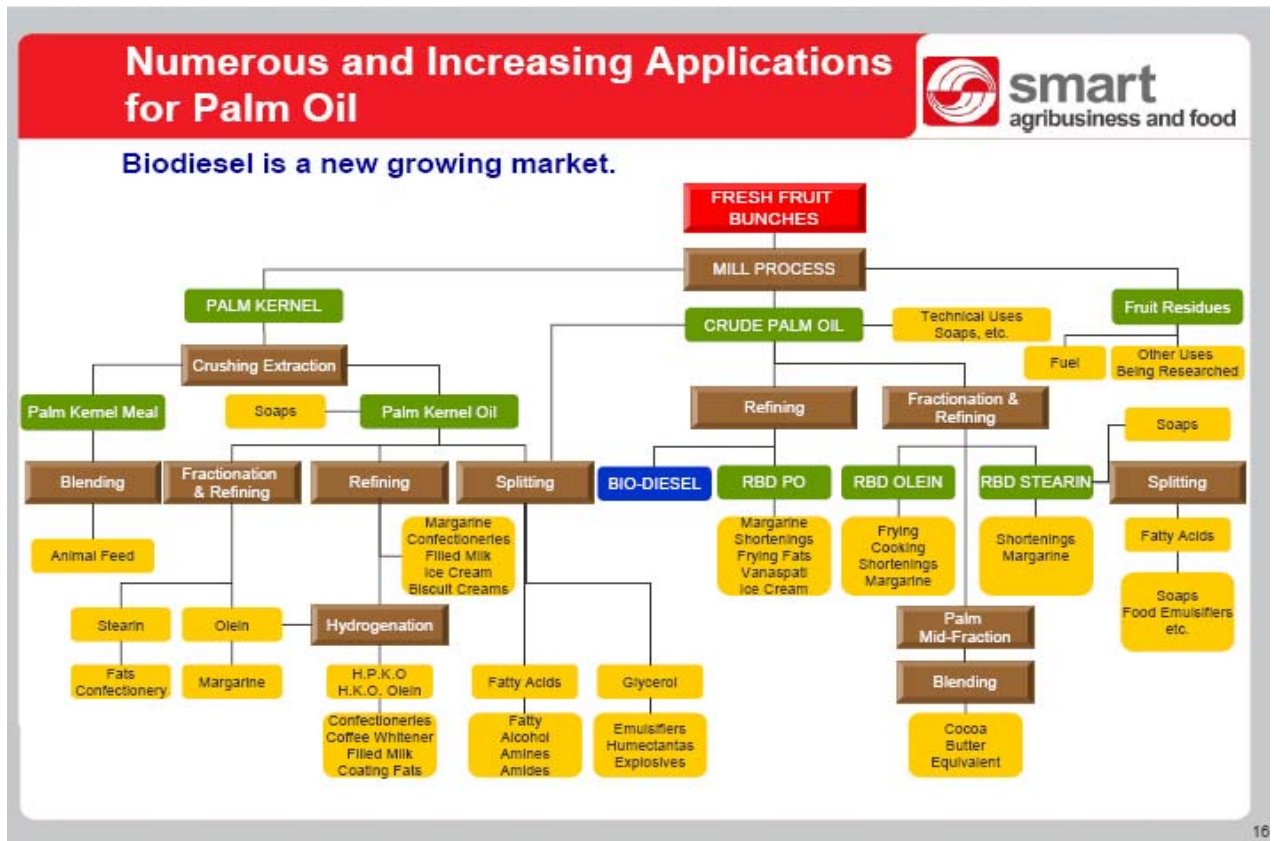 Numerous and Increasing Applications
for Palm Oil
smart
agribusiness and food
Biodiesel is a new growing market.
FRESH FRUIT
BUNCHES
MILL PROCESS
PALM KERNEL
CRUDE PALM OIL
Technical Uses
Soaps, etc.
Fruit Residues
Fuel
Other Uses
Being Researched
Crushing Extraction
Palm Kernel Meal
Soaps
Palm Kernel Oil
Refining
Fractionation &
Refining
Soaps
Blending
Fractionation
& Refining
Refining
Splitting
BIO-DIESEL
RBD PO
RBD OLEIN
RBD STEARIN
Splitting
Animal Feed
Margarine
Confectioneries
Filled Milk
Ice Cream
Biscuit Creams
Margarine
Shortenings
Frying Fats
Vanaspati
Ice Cream
Frying
Cooking
Shortenings
Margarine
Shortenings
Margarine
Fatty Acids
Soaps
Food Emulsifiers
etc.
Stearin
Olein
Hydrogenation
Palm
Mid-Fraction
Fats
Confectionery
Margarine
H.P.K.O
H.K.O. Olein
Fatty Acids
Glycerol
Blending
Confectioneries
Coffee Whitener
Filled Milk
Coating Fats
Fatty
Alcohol
Amines
Amides
Emulsifiers
Humectantas
Explosives
Cocoa
Butter
Equivalent
16